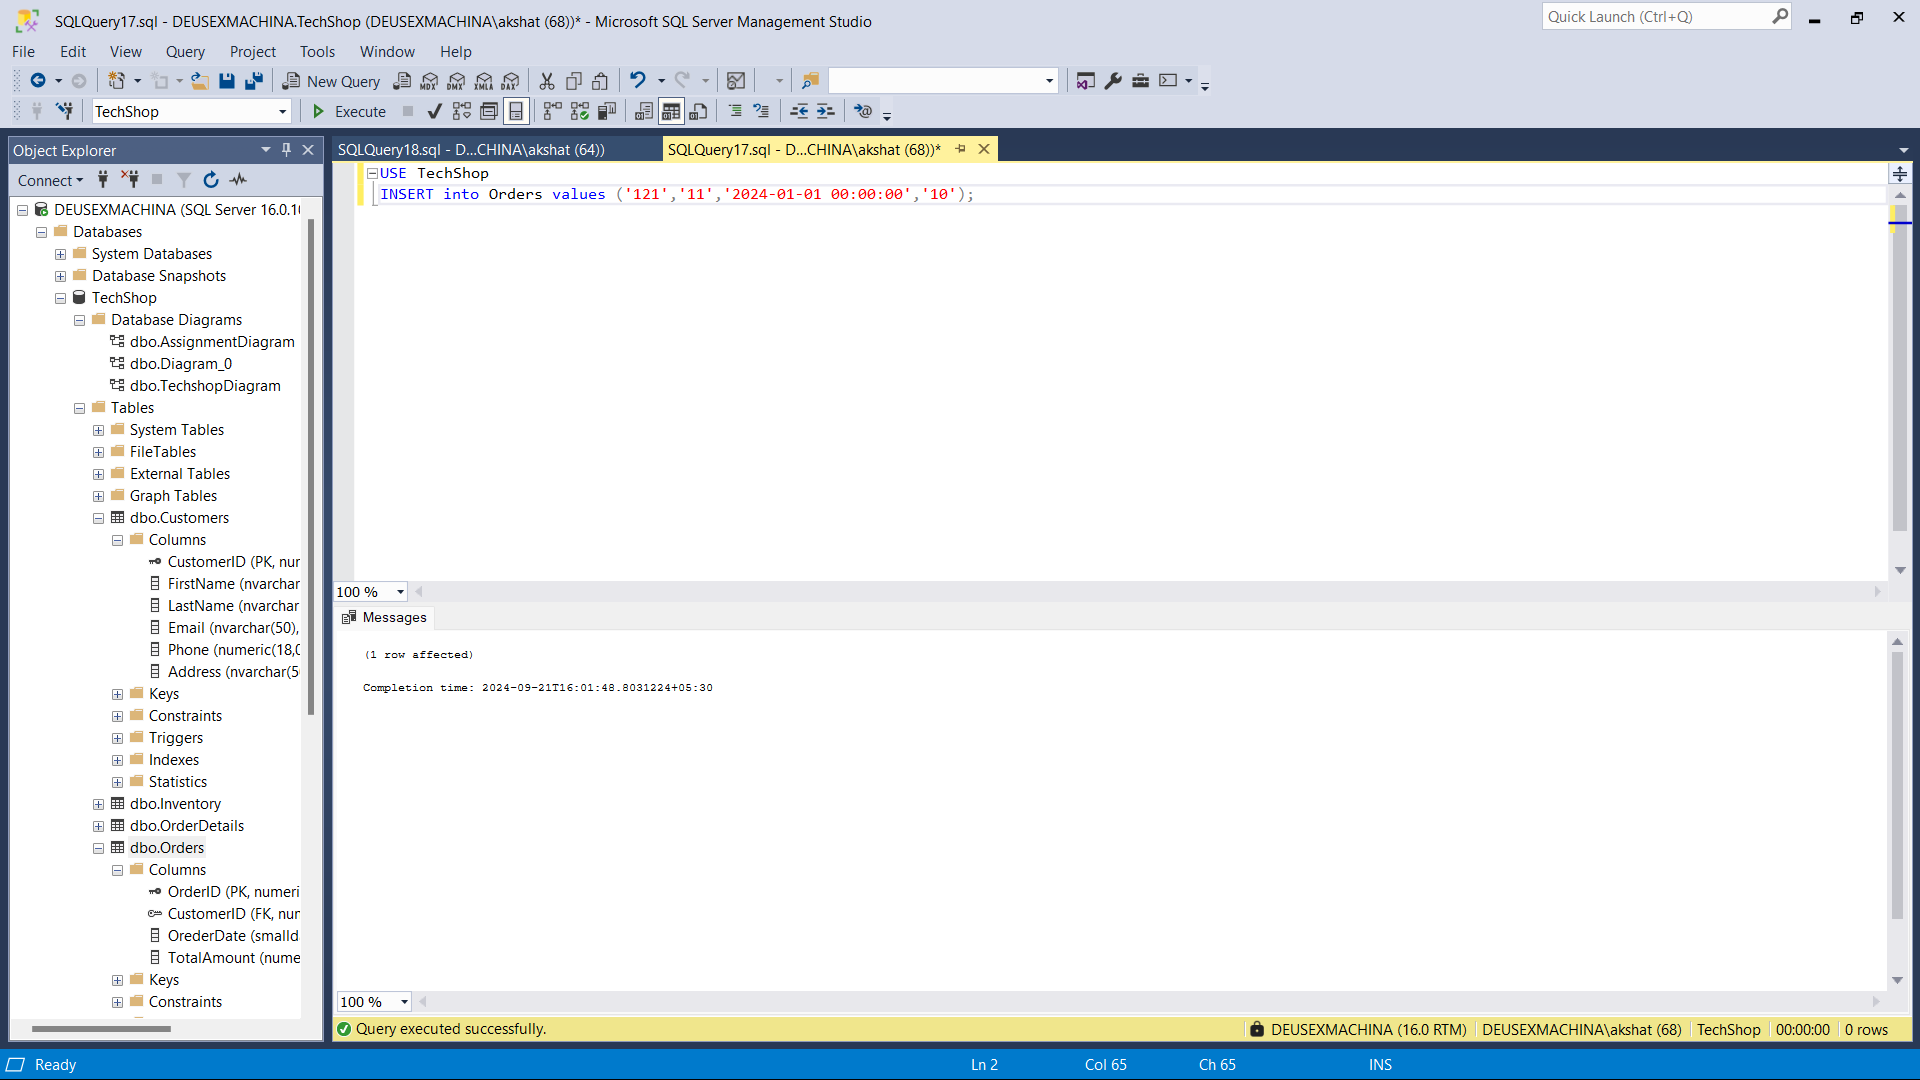 SQLQuery17.sql - DEUSEXMACHINA.TechShop (DEUSEXMACHINA\akshat (68))* - Microsoft SQL Server Management Studio
Quick Launch (Ctrl+Q)
File Edit View Query Project Tools Window Help
New Query MDX DMX XMLA DAX
TechShop Execute
Object Explorer
SQLQuery18.sql - D...CHINA\akshat (64))
SQLQuery17.sql - D...CHINA\akshat (68))*
Connect
DEUSEXMACHINA (SQL Server 16.0.10
Databases
System Databases
Database Snapshots
TechShop
Database Diagrams
dbo.AssignmentDiagram
dbo.Diagram_0
dbo.TechshopDiagram
Tables
System Tables
FileTables
External Tables
Graph Tables
dbo.Customers
Columns
CustomerID (PK, nur
FirstName (nvarchar
LastName (nvarchar
Email (nvarchar(50),
Phone (numeric(18,0
Address (nvarchar(5
Keys
Constraints
Triggers
Indexes
Statistics
dbo.Inventory
dbo.OrderDetails
dbo.Orders
Columns
OrderID (PK, numeri
CustomerID (FK, nur
OrederDate (smalld
TotalAmount (nume
Keys
Constraints
USE TechShop
INSERT into Orders values ('121','11','2024-01-01 00:00:00','10');
100 %
Messages
(1 row affected)
Completion time: 2024-09-21T16:01:48.8031224+05:30
100 %
Query executed successfully.
DEUSEXMACHINA (16.0 RTM) DEUSEXMACHINA\akshat (68) TechShop 00:00:00 0 rows
Ready Ln 2 Col 65 Ch 65 INS